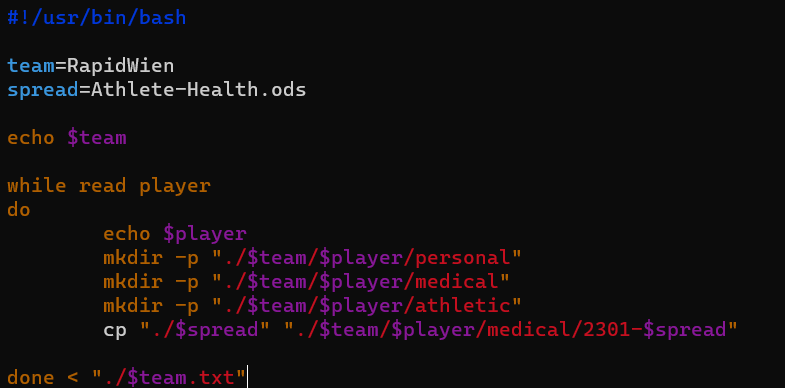 #!/usr/bin/bash
team=RapidWien
spread=Athlete-Health.ods
echo $team
while read player
do
        echo $player
        mkdir -p "./$team/$player/personal"
        mkdir -p "./$team/$player/medical"
        mkdir -p "./$team/$player/athletic"
        cp "./$spread" "./$team/$player/medical/2301-$spread"
done < "./$team.txt"